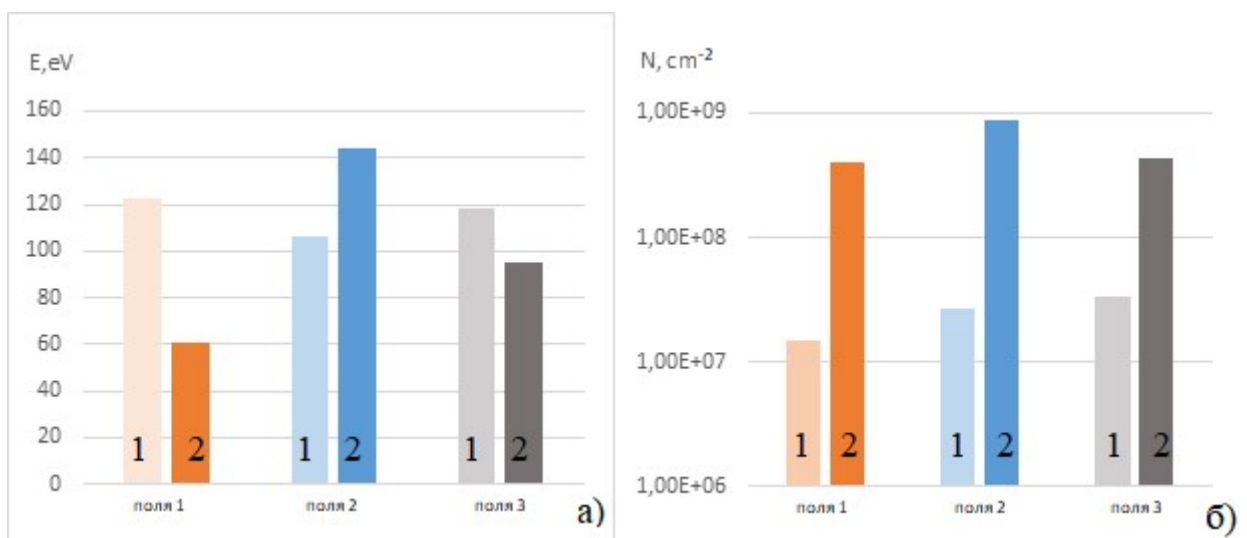 E,eV
160
140
120
100
80
60
40
20
0
1 2 1 2 1 2
поля 1 поля 2 поля 3
а)
N, cm⁻²
1,00E+09
1,00E+08
1,00E+07
1,00E+06
1 2 1 2 1 2
поля 1 поля 2 поля 3
б)